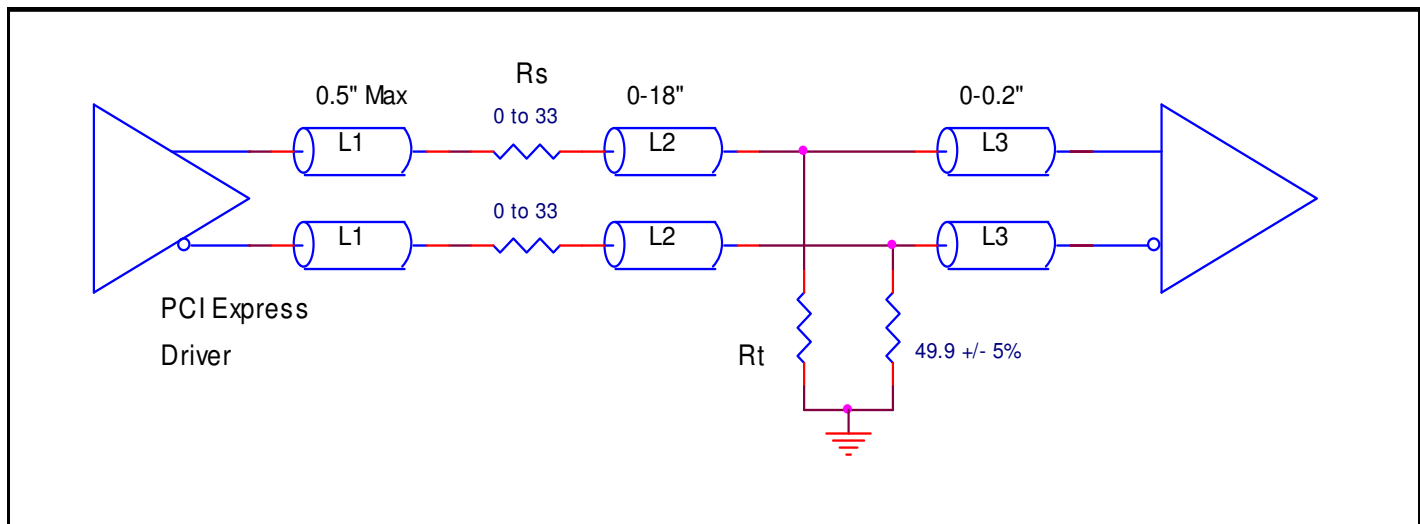 Rs
0.5" Max
0-18"
0-0.2"
0 to 33
L1
L2
L3
0 to 33
L1
L2
L3
PCI Express
Driver
Rt
49.9 +/- 5%